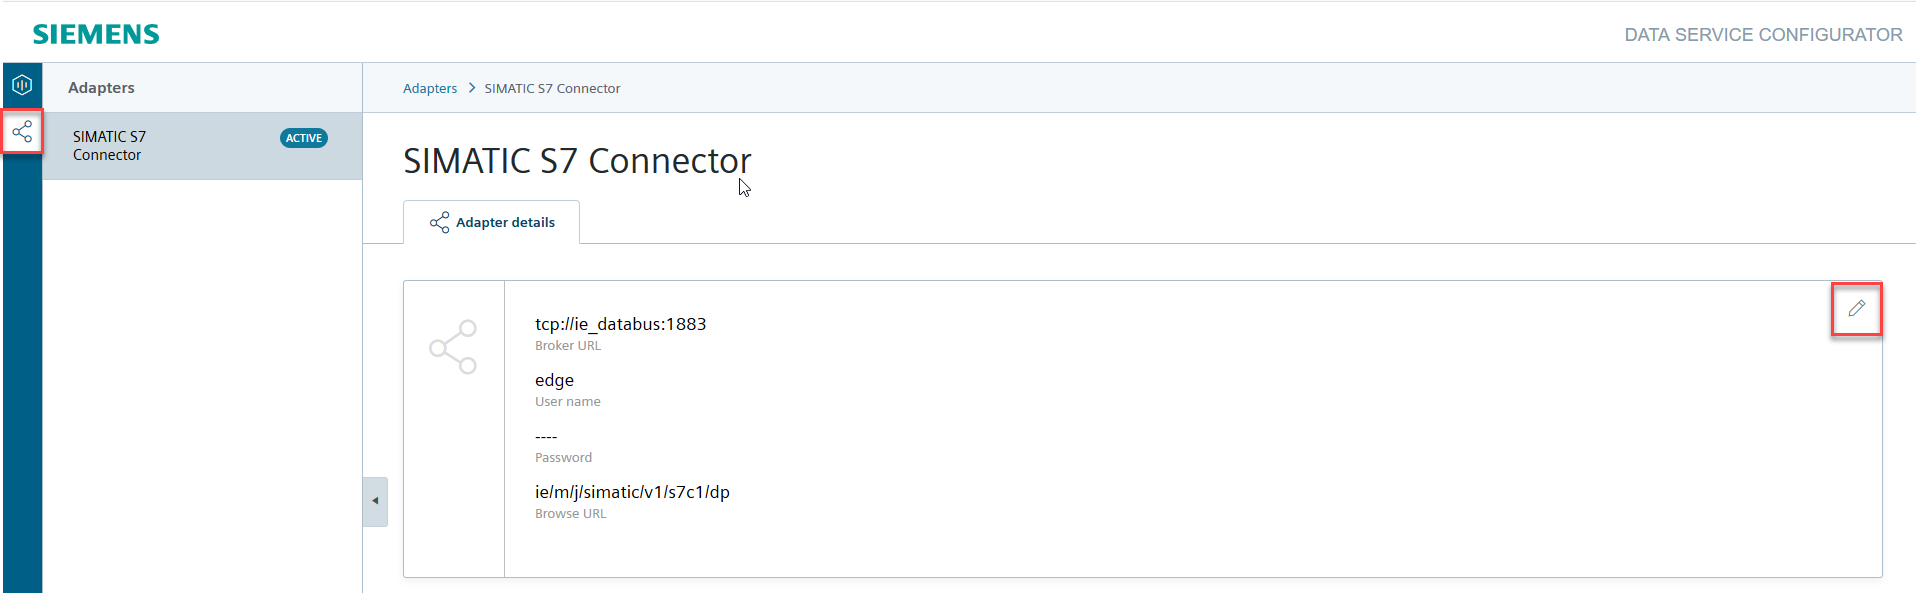 SIEMENS
DATA SERVICE CONFIGURATOR
Adapters
Adapters > SIMATIC S7 Connector
SIMATIC S7
Connector
ACTIVE
SIMATIC S7 Connector
Adapter details
tcp://ie_databus:1883
Broker URL
edge
User name
----
Password
ie/m/j/simatic/v1/s7c1/dp
Browse URL